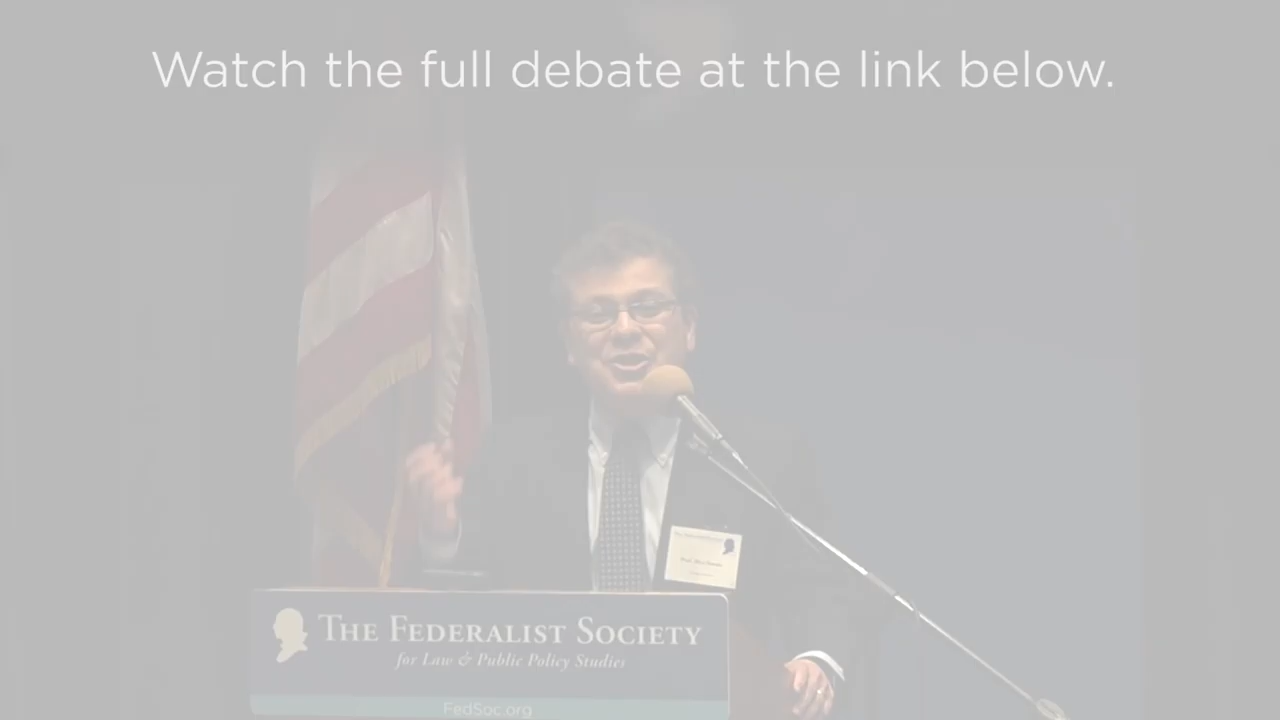 Watch the full debate at the link below.
THE FEDERALIST SOCIETY
for Law & Public Policy Studies
FedSoc.org